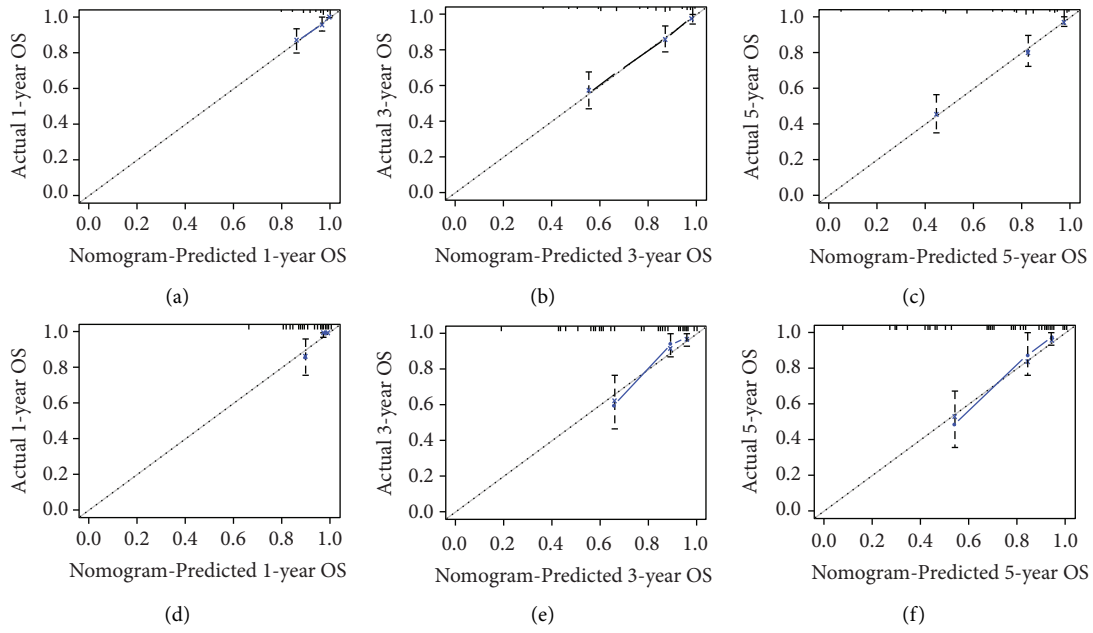 Actual 1-year OS
1.0
0.8
0.6
0.4
0.2
0.0
0.0 0.2 0.4 0.6 0.8 1.0
Nomogram-Predicted 1-year OS
(a)
Actual 3-year OS
1.0
0.8
0.6
0.4
0.2
0.0
0.0 0.2 0.4 0.6 0.8 1.0
Nomogram-Predicted 3-year OS
(b)
Actual 5-year OS
1.0
0.8
0.6
0.4
0.2
0.0
0.0 0.2 0.4 0.6 0.8 1.0
Nomogram-Predicted 5-year OS
(c)
Actual 1-year OS
1.0
0.8
0.6
0.4
0.2
0.0
0.0 0.2 0.4 0.6 0.8 1.0
Nomogram-Predicted 1-year OS
(d)
Actual 3-year OS
1.0
0.8
0.6
0.4
0.2
0.0
0.0 0.2 0.4 0.6 0.8 1.0
Nomogram-Predicted 3-year OS
(e)
Actual 5-year OS
1.0
0.8
0.6
0.4
0.2
0.0
0.0 0.2 0.4 0.6 0.8 1.0
Nomogram-Predicted 5-year OS
(f)